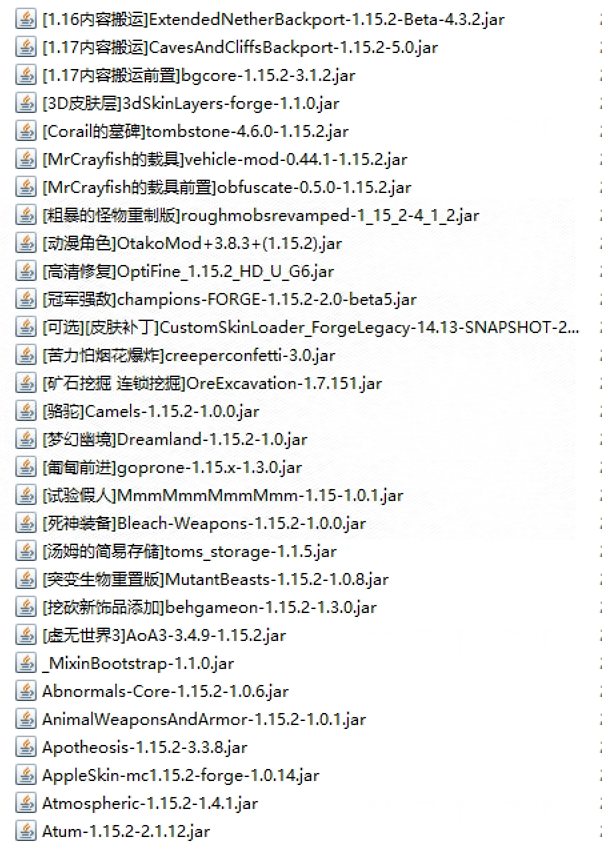 [1.16内容搬运]ExtendedNetherBackport-1.15.2-Beta-4.3.2.jar
[1.17内容搬运]CavesAndCliffsBackport-1.15.2-5.0.jar
[1.17内容搬运前置]bgcore-1.15.2-3.1.2.jar
[3D皮肤层]3dSkinLayers-forge-1.1.0.jar
[Corail的墓碑]tombstone-4.6.0-1.15.2.jar
[MrCrayfish的载具]vehicle-mod-0.44.1-1.15.2.jar
[MrCrayfish的载具前置]obfuscate-0.5.0-1.15.2.jar
[粗暴的怪物重制版]roughmobsrevamped-1_15_2-4_1_2.jar
[动漫角色]OtakoMod+3.8.3+(1.15.2).jar
[高清修复]OptiFine_1.15.2_HD_U_G6.jar
[冠军强敌]champions-FORGE-1.15.2-2.0-beta5.jar
[可选][皮肤补丁]CustomSkinLoader_ForgeLegacy-14.13-SNAPSHOT-2...
[苦力怕烟花爆炸]creeperconfetti-3.0.jar
[矿石挖掘 连锁挖掘]OreExcavation-1.7.151.jar
[骆驼]Camels-1.15.2-1.0.0.jar
[梦幻幽境]Dreamland-1.15.2-1.0.jar
[匍匐前进]goprone-1.15.x-1.3.0.jar
[试验假人]MmmMmmMmmMmm-1.15-1.0.1.jar
[死神装备]Bleach-Weapons-1.15.2-1.0.0.jar
[汤姆的简易存储]toms_storage-1.1.5.jar
[突变生物重置版]MutantBeasts-1.15.2-1.0.8.jar
[挖砍新饰品添加]behgameon-1.15.2-1.3.0.jar
[虚无世界3]AoA3-3.4.9-1.15.2.jar
_MixinBootstrap-1.1.0.jar
Abnormals-Core-1.15.2-1.0.6.jar
AnimalWeaponsAndArmor-1.15.2-1.0.1.jar
Apotheosis-1.15.2-3.3.8.jar
AppleSkin-mc1.15.2-forge-1.0.14.jar
Atmospheric-1.15.2-1.4.1.jar
Atum-1.15.2-2.1.12.jar